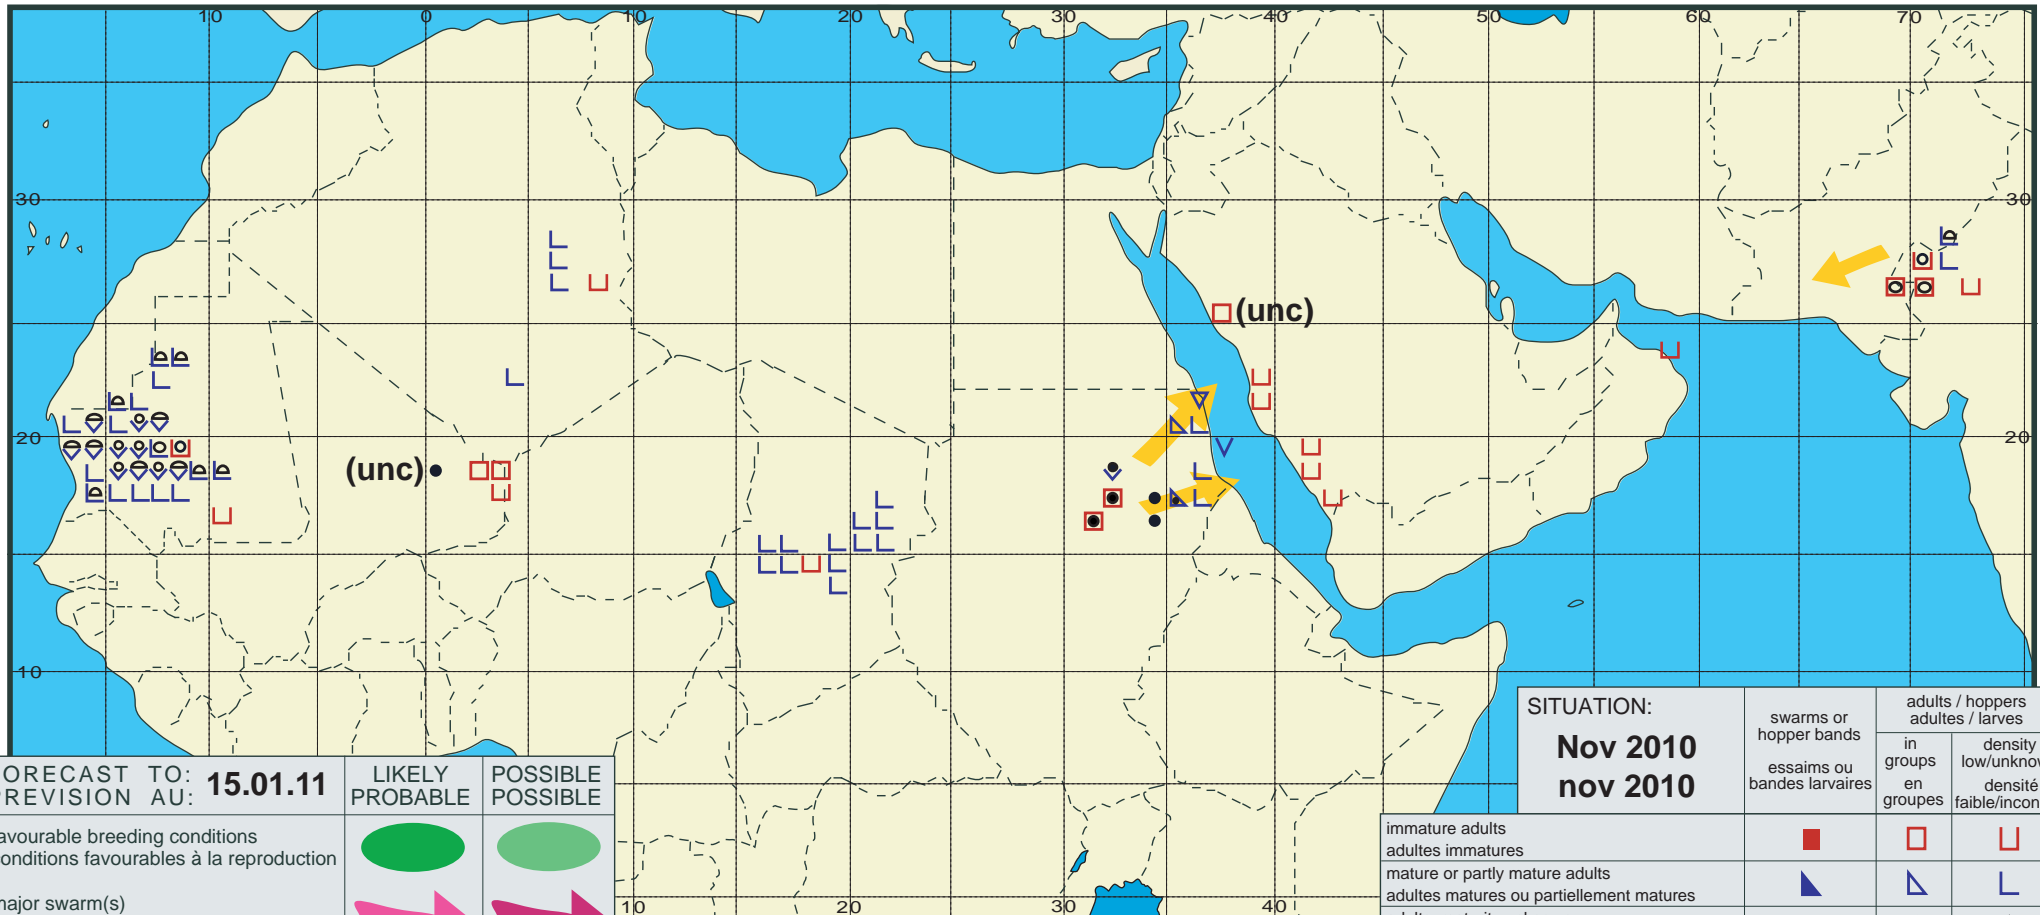 10 0 10 20 30 40 50 60 70
30 30
(unc)
20 20
(unc)
10
SITUATION:
Nov 2010
nov 2010
swarms or
hopper bands
essaims ou
bandes larvaires
adults / hoppers
adultes / larves
in
groups
en
groupes
density
low/unknow
densité
faible/incon
immature adults
adultes immatures
mature or partly mature adults
adultes matures ou partiellement matures
ORECAST TO:
PREVISION AU:
15.01.11
LIKELY
PROBABLE
POSSIBLE
POSSIBLE
avourable breeding conditions
conditions favourables à la reproduction
major swarm(s)
10 20 30 40